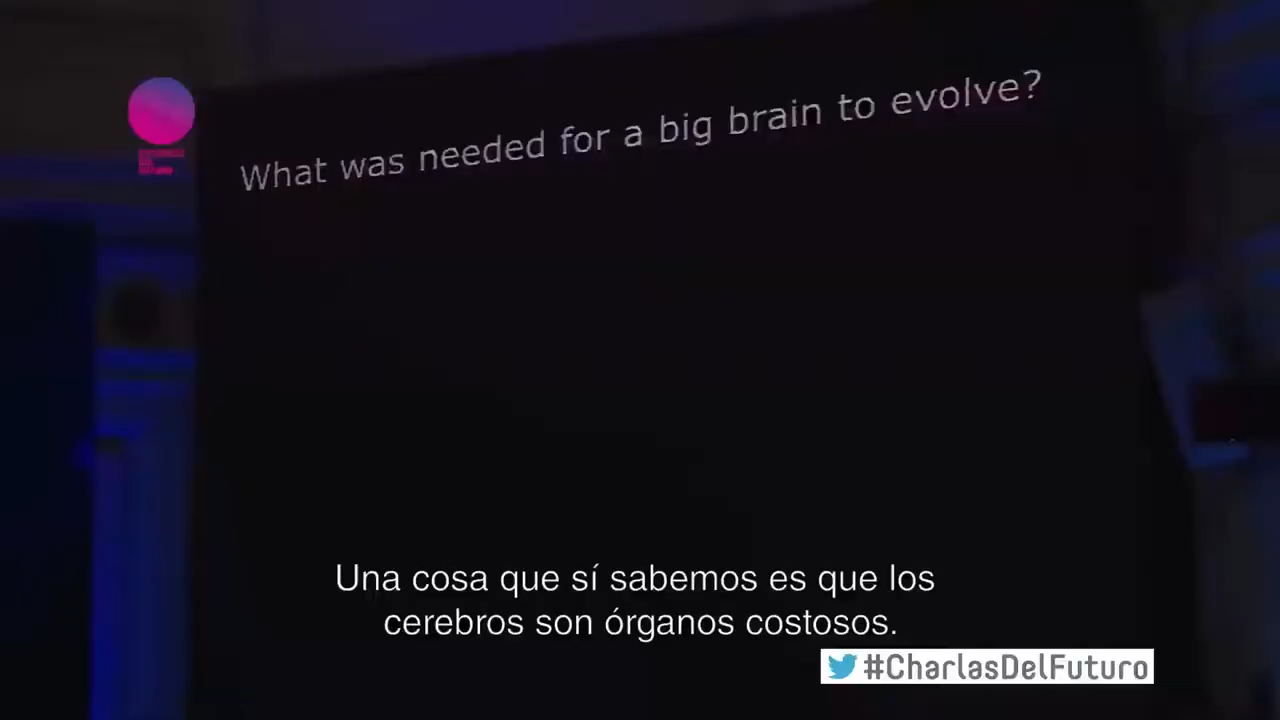 What was needed for a big brain to evolve?
Una cosa que sí sabemos es que los
cerebros son órganos costosos.
#CharlasDelFuturo